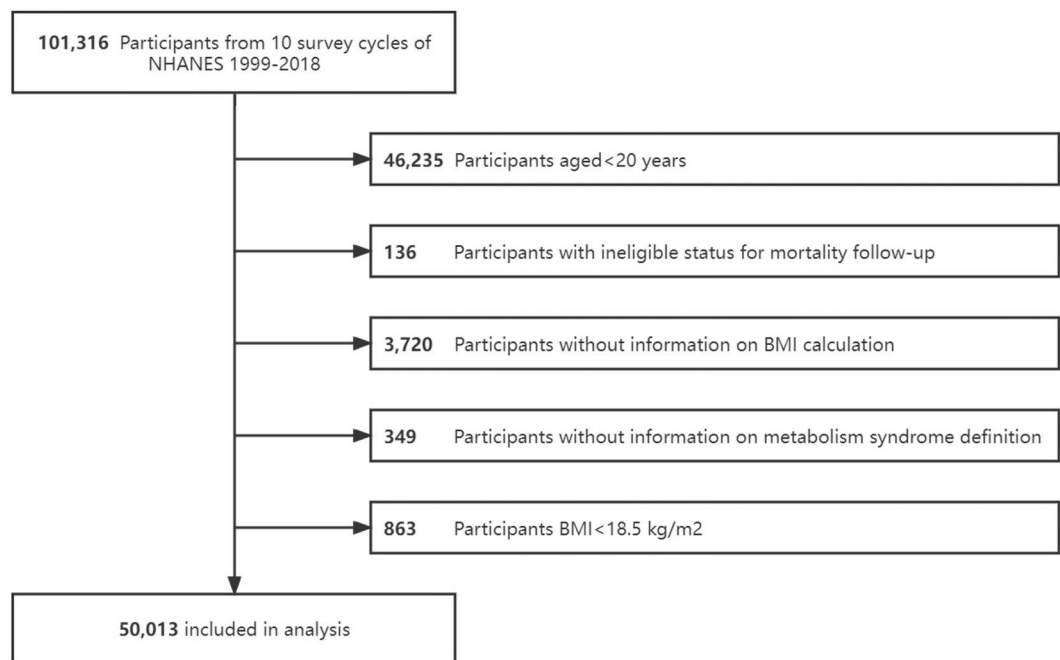 101,316 Participants from 10 survey cycles of
NHANES 1999-2018
46,235 Participants aged<20 years
136 Participants with ineligible status for mortality follow-up
3,720 Participants without information on BMI calculation
349 Participants without information on metabolism syndrome definition
863 Participants BMI<18.5 kg/m2
50,013 included in analysis